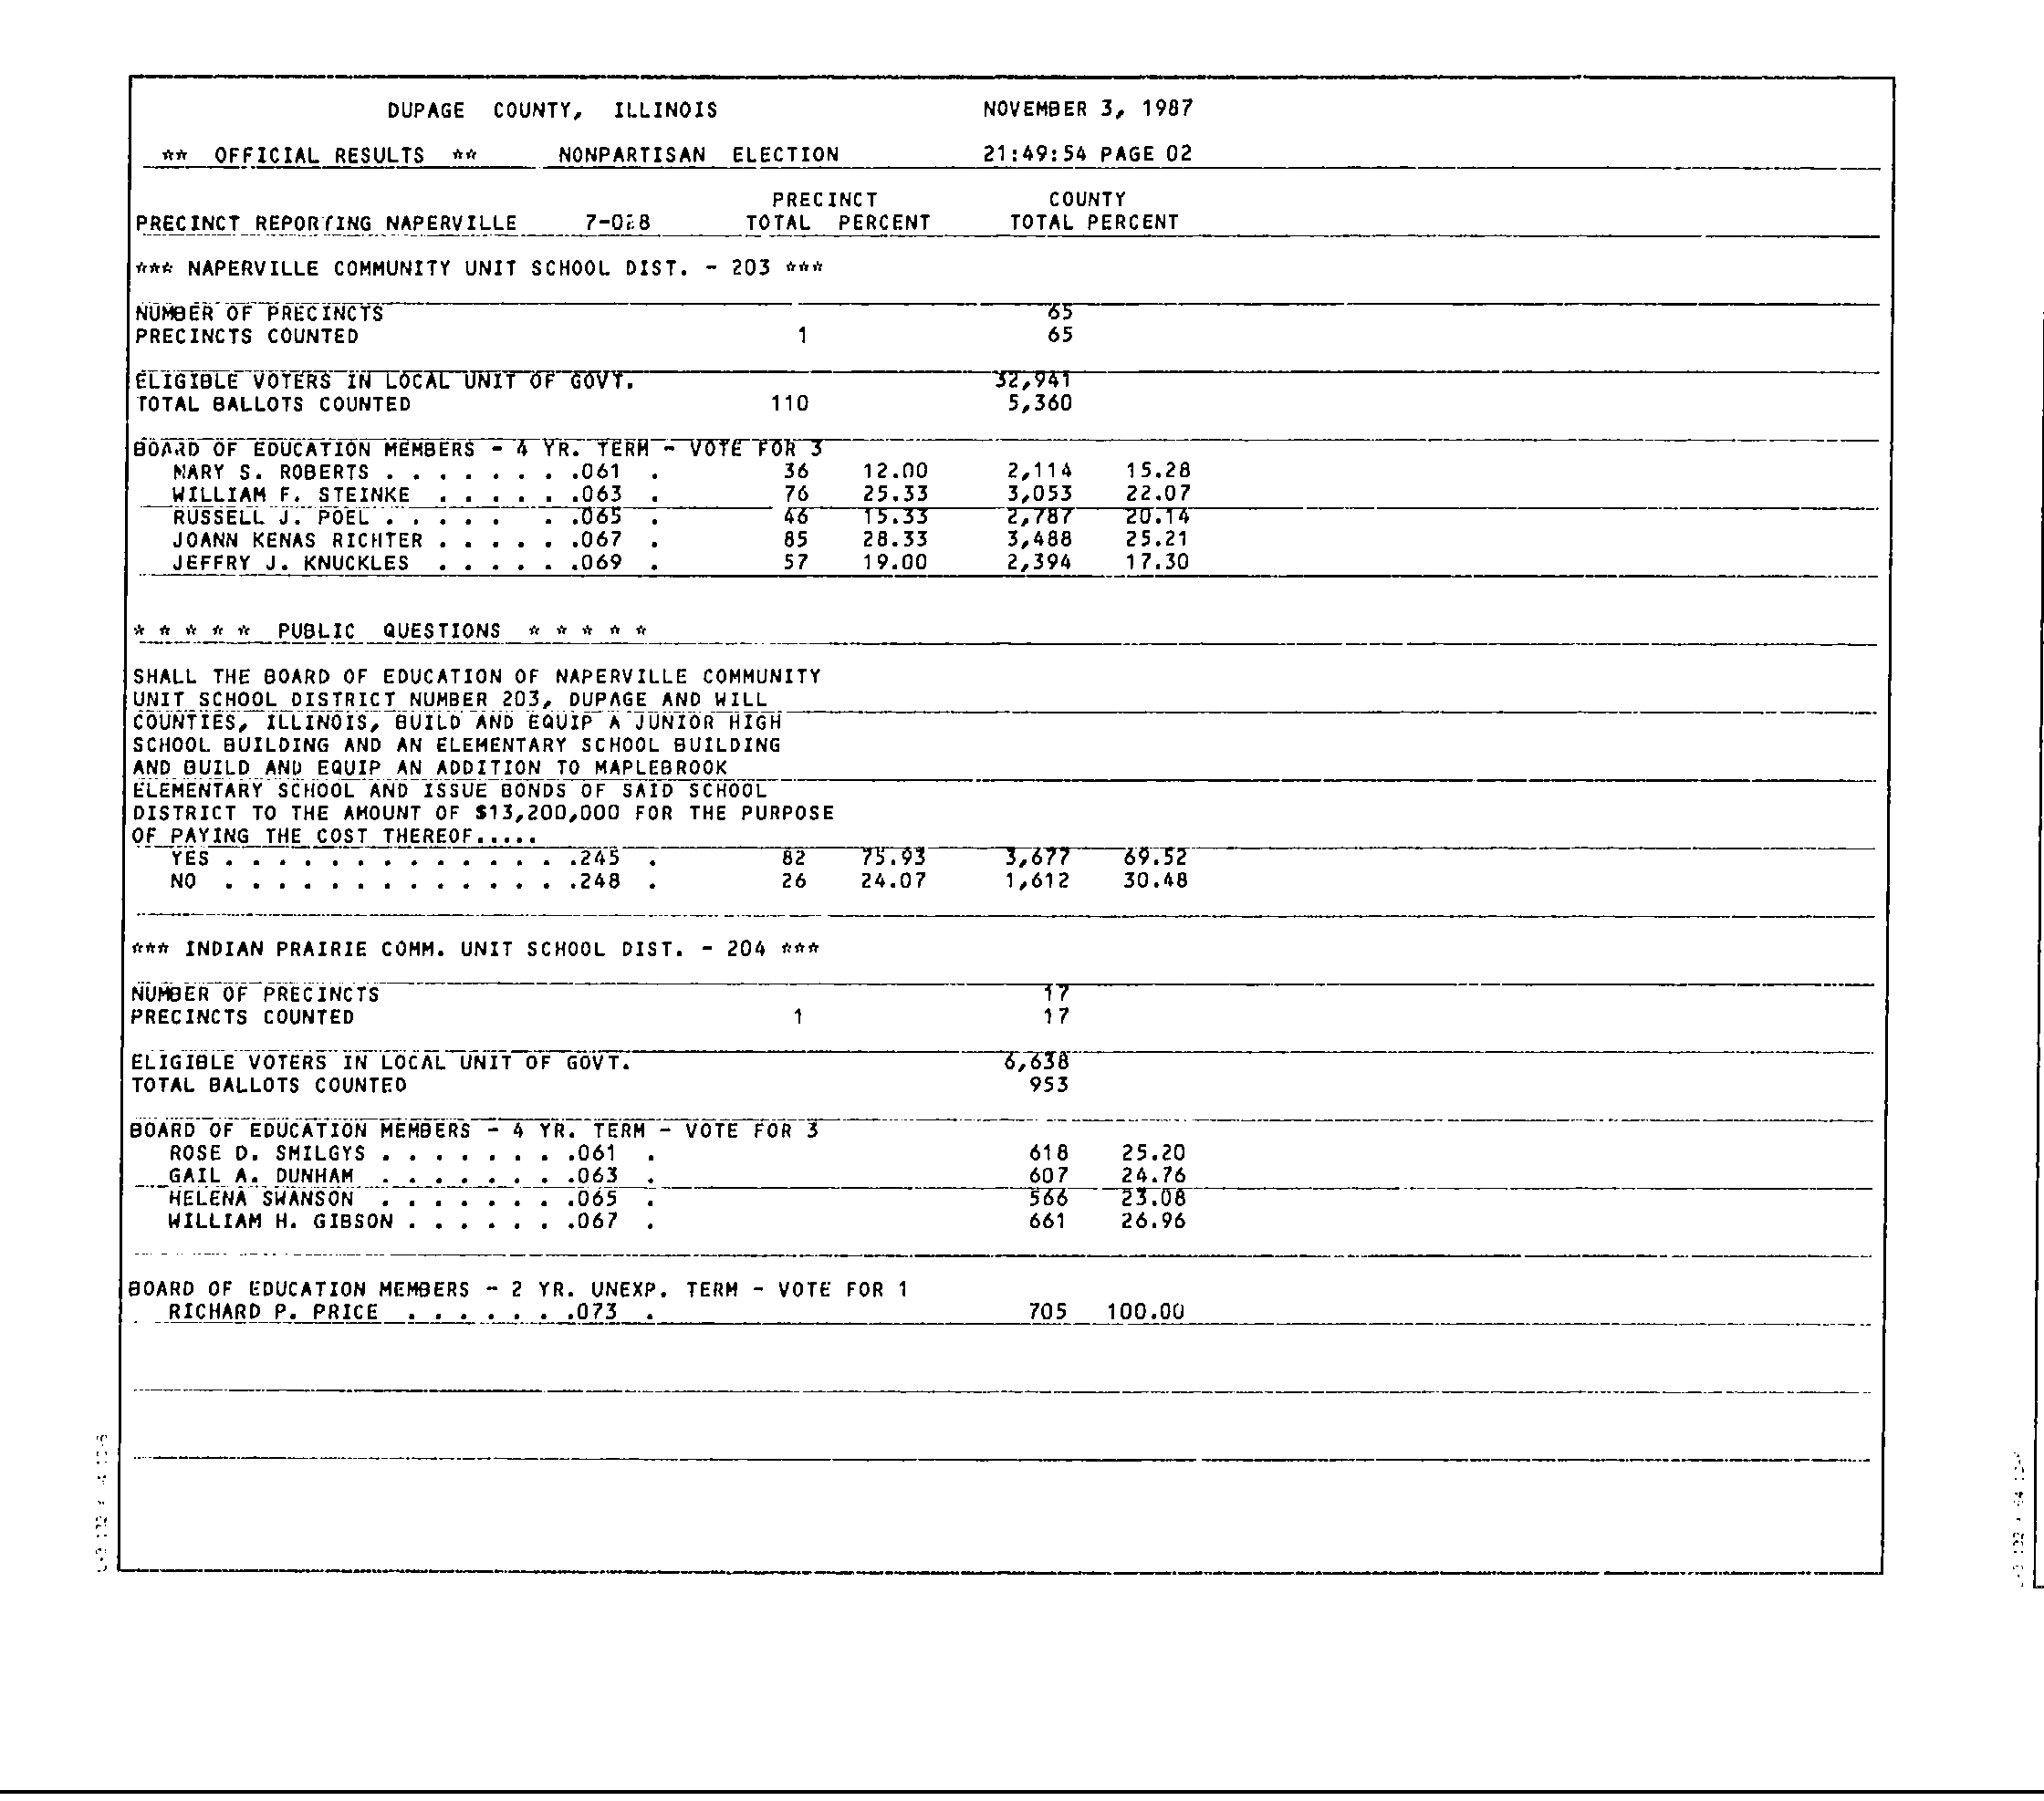 DUPAGE COUNTY, ILLINOIS NOVEMBER 3, 1987
** OFFICIAL RESULTS ** NONPARTISAN ELECTION 21:49:54 PAGE 02
PRECINCT COUNTY
PRECINCT REPORTING NAPERVILLE 7-028 TOTAL PERCENT TOTAL PERCENT
*** NAPERVILLE COMMUNITY UNIT SCHOOL DIST. - 203 ***
NUMBER OF PRECINCTS 65
PRECINCTS COUNTED 1 65
ELIGIBLE VOTERS IN LOCAL UNIT OF GOVT. 32,941
TOTAL BALLOTS COUNTED 110 5,360
BOARD OF EDUCATION MEMBERS - 4 YR. TERM - VOTE FOR 3
MARY S. ROBERTS . . . . . . . .061 . 36 12.00 2,114 15.28
WILLIAM F. STEINKE . . . . . .063 . 76 25.33 3,053 22.07
RUSSELL J. POEL . . . . . . .065 . 46 15.33 2,787 20.14
JOANN KENAS RICHTER . . . . . .067 . 85 28.33 3,488 25.21
JEFFRY J. KNUCKLES . . . . . .069 . 57 19.00 2,394 17.30
* * * * * PUBLIC QUESTIONS * * * * *
SHALL THE BOARD OF EDUCATION OF NAPERVILLE COMMUNITY
UNIT SCHOOL DISTRICT NUMBER 203, DUPAGE AND WILL
COUNTIES, ILLINOIS, BUILD AND EQUIP A JUNIOR HIGH
SCHOOL BUILDING AND AN ELEMENTARY SCHOOL BUILDING
AND BUILD AND EQUIP AN ADDITION TO MAPLEBROOK
ELEMENTARY SCHOOL AND ISSUE BONDS OF SAID SCHOOL
DISTRICT TO THE AMOUNT OF $13,200,000 FOR THE PURPOSE
OF PAYING THE COST THEREOF.....
YES . . . . . . . . . . . . . .245 . 82 75.93 3,677 69.52
NO . . . . . . . . . . . . . .248 . 26 24.07 1,612 30.48
*** INDIAN PRAIRIE COMM. UNIT SCHOOL DIST. - 204 ***
NUMBER OF PRECINCTS 17
PRECINCTS COUNTED 1 17
ELIGIBLE VOTERS IN LOCAL UNIT OF GOVT. 6,638
TOTAL BALLOTS COUNTED 953
BOARD OF EDUCATION MEMBERS - 4 YR. TERM - VOTE FOR 3
ROSE D. SMILGYS . . . . . . . .061 . 618 25.20
GAIL A. DUNHAM . . . . . . . .063 . 607 24.76
HELENA SWANSON . . . . . . . .065 . 566 23.08
WILLIAM H. GIBSON . . . . . . .067 . 661 26.96
BOARD OF EDUCATION MEMBERS - 2 YR. UNEXP. TERM - VOTE FOR 1
RICHARD P. PRICE . . . . . . .073 . 705 100.00